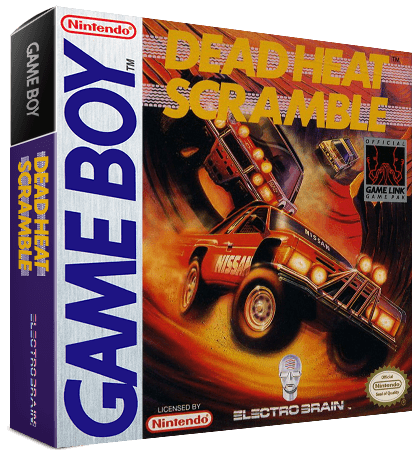 GAME BOY
DEAD HEAT
SCRAMBLE
ELECTRO BRAIN
Nintendo
TM
GAME BOY
DEAD HEAT
TM
SCRAMBLE
OFFICIAL
GAME LINK
GAME PAK
NISSAN
NISSAN
LICENSED BY
Nintendo
ELECTRO BRAIN
Official
Nintendo
Seal of Quality